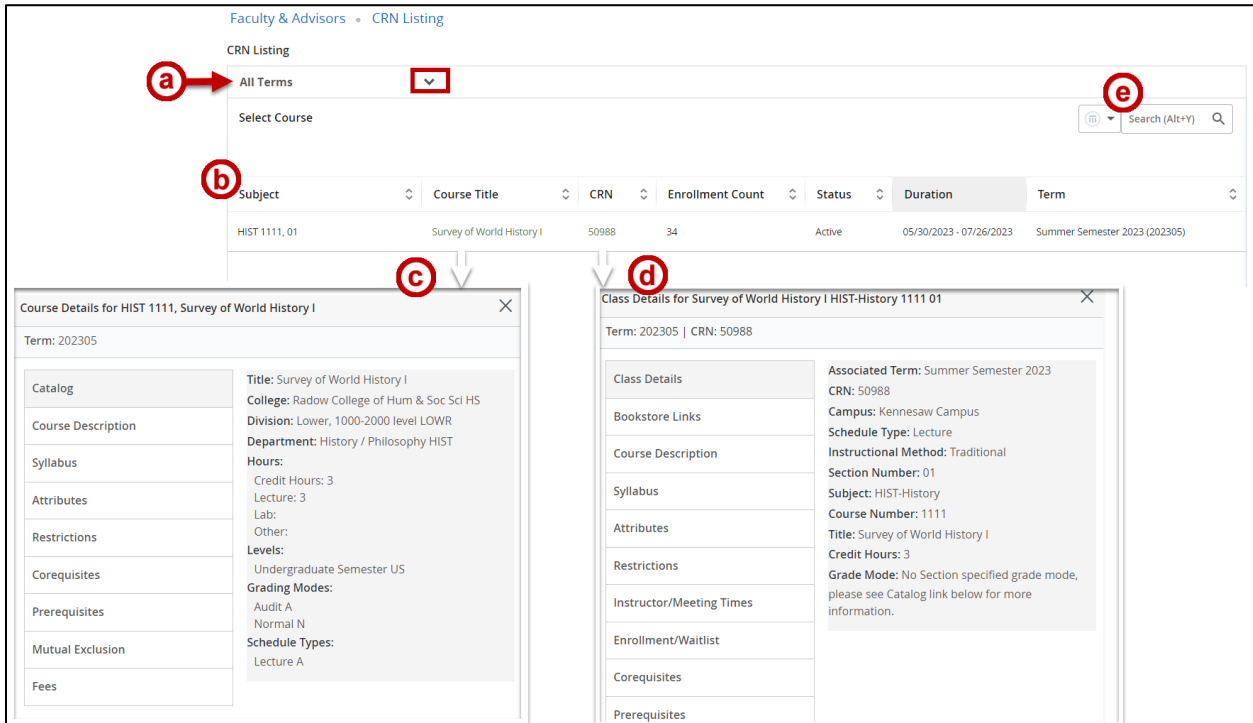 Faculty & Advisors • CRN Listing
CRN Listing
a
All Terms
e
Select Course
Search (Alt+Y)
b
Subject Course Title CRN Enrollment Count Status Duration Term
HIST 1111, 01 Survey of World History I 50988 34 Active 05/30/2023 - 07/26/2023 Summer Semester 2023 (202305)
c
Course Details for HIST 1111, Survey of World History I
Term: 202305
Catalog
Course Description
Syllabus
Attributes
Restrictions
Corequisites
Prerequisites
Mutual Exclusion
Fees
Title: Survey of World History I
College: Radow College of Hum & Soc Sci HS
Division: Lower, 1000-2000 level LOWR
Department: History / Philosophy HIST
Hours:
Credit Hours: 3
Lecture: 3
Lab:
Other:
Levels:
Undergraduate Semester US
Grading Modes:
Audit A
Normal N
Schedule Types:
Lecture A
d
Class Details for Survey of World History I HIST-History 1111 01
Term: 202305 | CRN: 50988
Class Details
Bookstore Links
Course Description
Syllabus
Attributes
Restrictions
Instructor/Meeting Times
Enrollment/Waitlist
Corequisites
Prerequisites
Associated Term: Summer Semester 2023
CRN: 50988
Campus: Kennesaw Campus
Schedule Type: Lecture
Instructional Method: Traditional
Section Number: 01
Subject: HIST-History
Course Number: 1111
Title: Survey of World History I
Credit Hours: 3
Grade Mode: No Section specified grade mode,
please see Catalog link below for more
information.